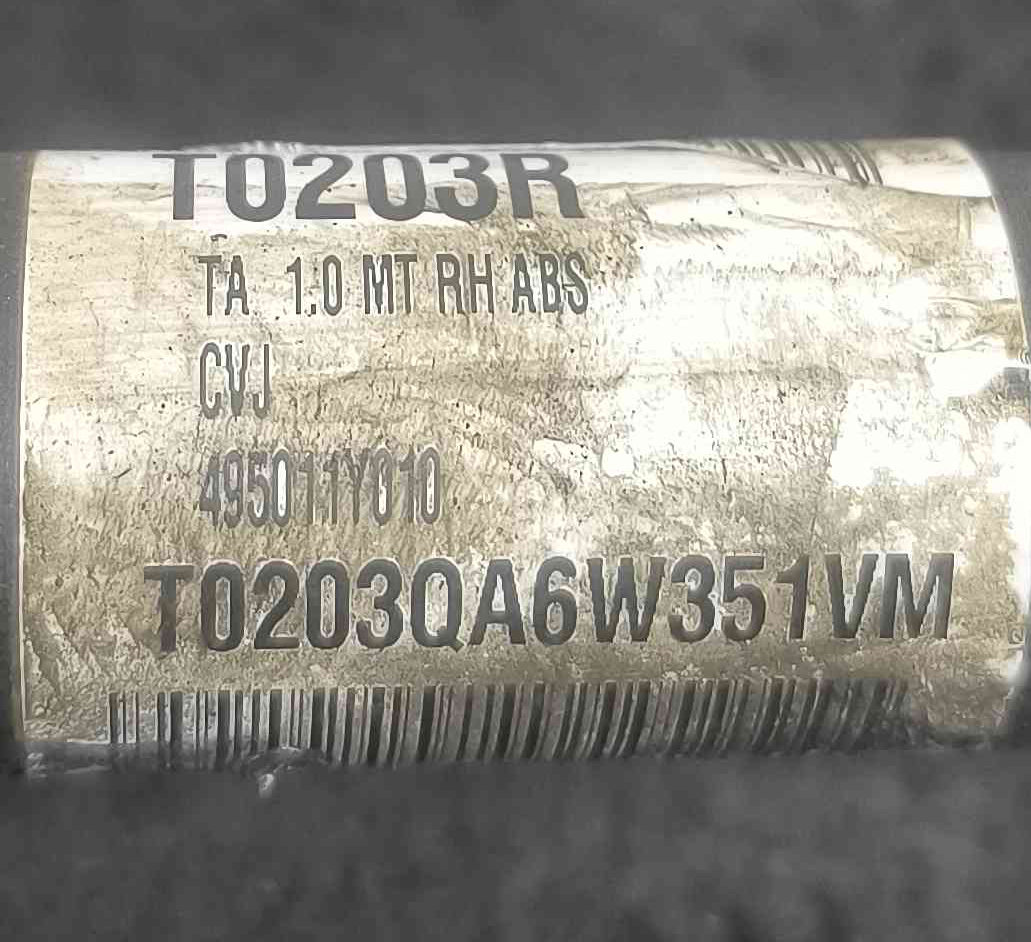 T0203R
TA 1.0 MT RH ABS
CVJ
495011Y010
T0203QA6W351VM